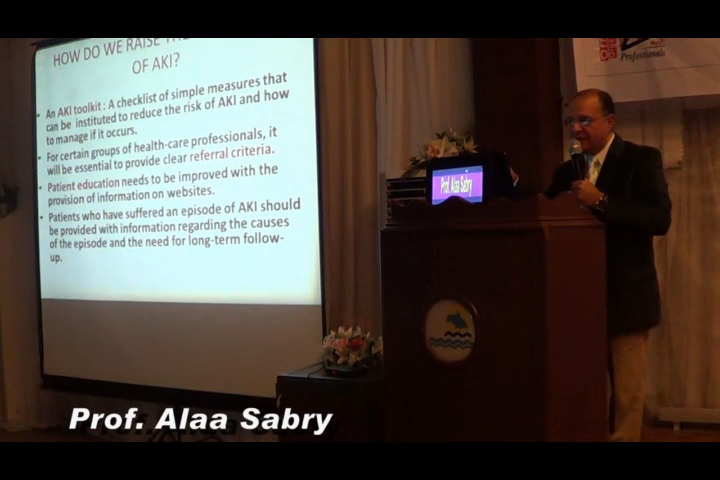 HOW DO WE RAISE THE
OF AKI?
• An AKI toolkit : A checklist of simple measures that
can be instituted to reduce the risk of AKI and how
to manage if it occurs.
• For certain groups of health-care professionals, it
will be essential to provide clear referral criteria.
• Patient education needs to be improved with the
provision of information on websites.
• Patients who have suffered an episode of AKI should
be provided with information regarding the causes
of the episode and the need for long-term follow-
up.
Prof. Alaa Sabry
Professionals
Prof. Alaa Sabry